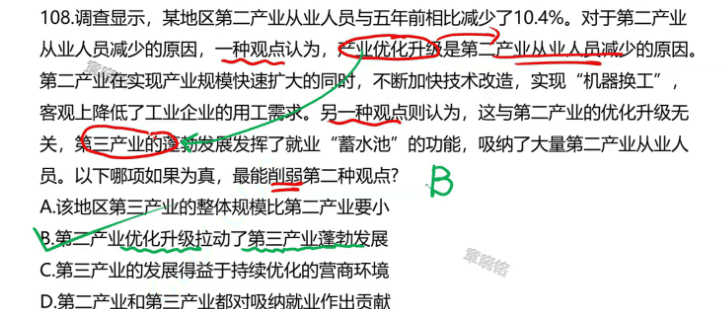 108.调查显示，某地区第二产业从业人员与五年前相比减少了10.4%。对于第二产业
从业人员减少的原因，一种观点认为，产业优化升级是第二产业从业人员减少的原因。
第二产业在实现产业规模快速扩大的同时，不断加快技术改造，实现“机器换工”，
客观上降低了工业企业的用工需求。另一种观点则认为，这与第二产业的优化升级无
关，第三产业的蓬勃发展发挥了就业“蓄水池”的功能，吸纳了大量第二产业从业人
员。以下哪项如果为真，最能削弱第二种观点？
B
A.该地区第三产业的整体规模比第二产业要小
B.第二产业优化升级拉动了第三产业蓬勃发展
C.第三产业的发展得益于持续优化的营商环境
章晓铭
D.第二产业和第三产业都对吸纳就业作出贡献